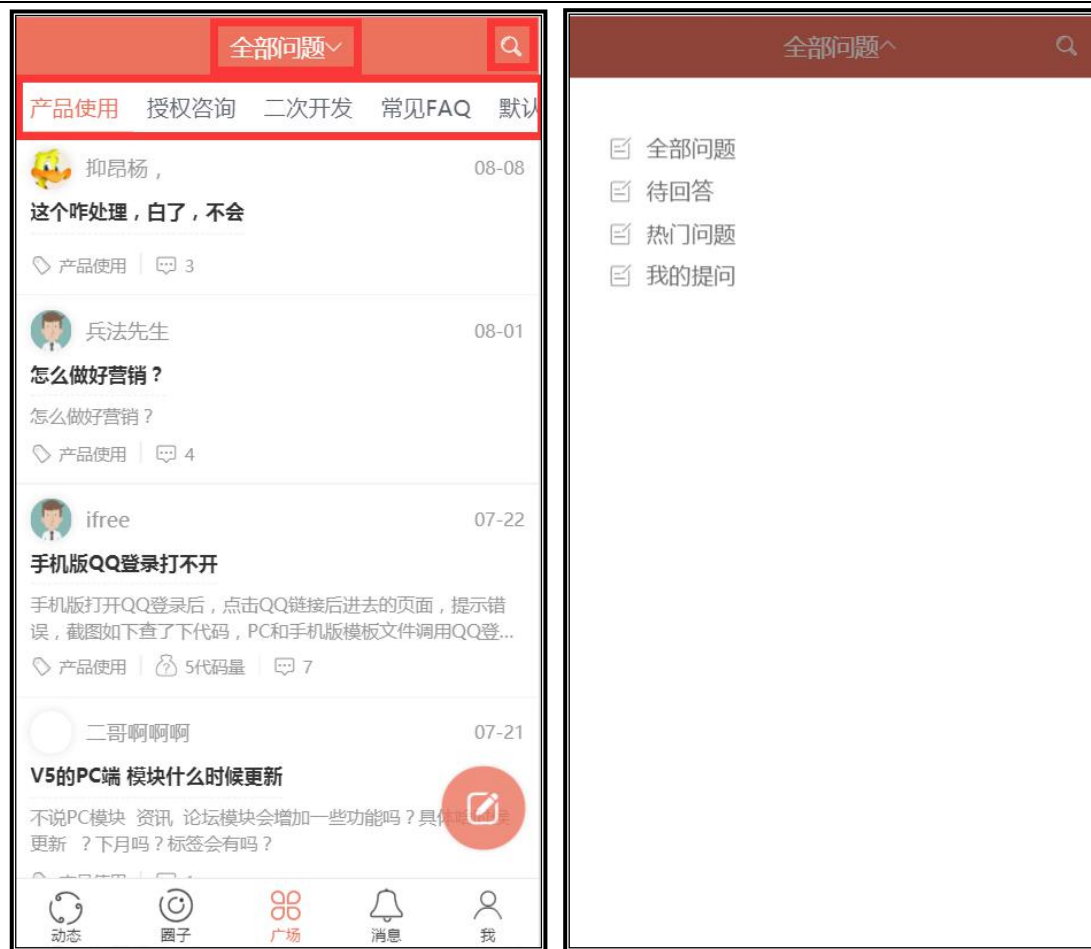 全部问题
产品使用 授权咨询 二次开发 常见FAQ 默认
抑昂杨，
08-08
这个咋处理，白了，不会
产品使用 3
兵法先生
08-01
怎么做好营销？
怎么做好营销？
产品使用 4
ifree
07-22
手机版QQ登录打不开
手机版打开QQ登录后，点击QQ链接后进去的页面，提示错
误，截图如下查了下代码，PC和手机版模板文件调用QQ登...
产品使用 5代码量 7
二哥啊啊啊
07-21
V5的PC端 模块什么时候更新
不说PC模块 资讯 论坛模块会增加一些功能吗？具体啥时候
更新 ？下月吗？标签会有吗？
动态 圈子 广场 消息 我
全部问题
全部问题
待回答
热门问题
我的提问